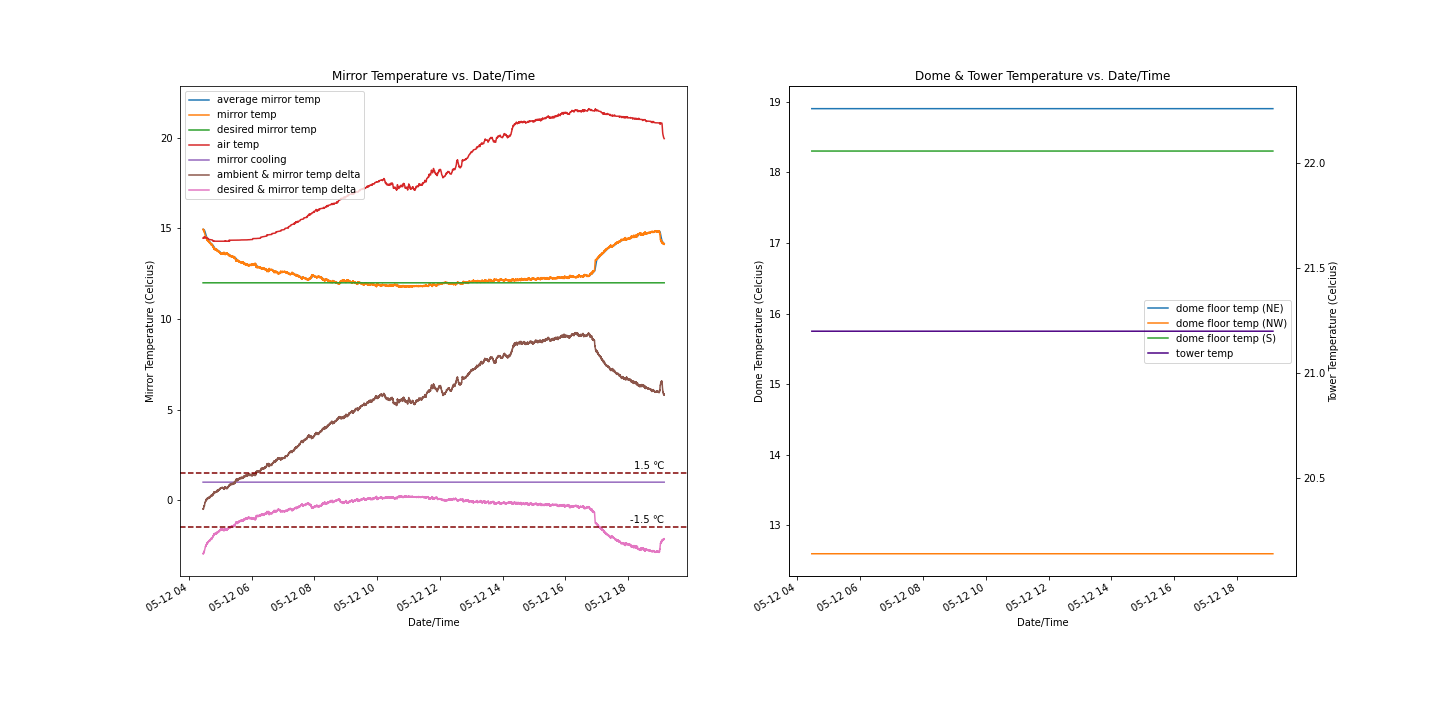 Mirror Temperature vs. Date/Time
average mirror temp
mirror temp
desired mirror temp
air temp
mirror cooling
ambient & mirror temp delta
desired & mirror temp delta
Mirror Temperature (Celcius)
20
15
10
5
0
1.5 °C
-1.5 °C
05-12 04
05-12 06
05-12 08
05-12 10
05-12 12
05-12 14
05-12 16
05-12 18
Date/Time
Dome & Tower Temperature vs. Date/Time
Dome Temperature (Celcius)
19
18
17
16
15
14
13
dome floor temp (NE)
dome floor temp (NW)
dome floor temp (S)
tower temp
22.0
21.5
21.0
20.5
Tower Temperature (Celcius)
05-12 04
05-12 06
05-12 08
05-12 10
05-12 12
05-12 14
05-12 16
05-12 18
Date/Time